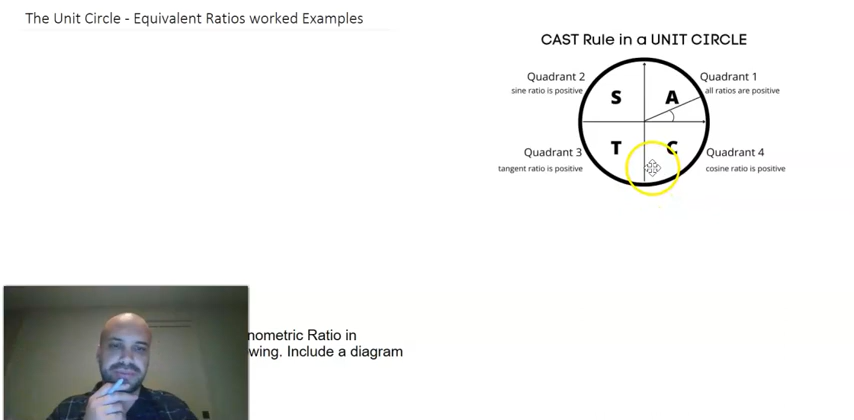 The Unit Circle - Equivalent Ratios worked Examples
CAST Rule in a UNIT CIRCLE
Quadrant 2
sine ratio is positive
Quadrant 1
all ratios are positive
S
A
T
C
Quadrant 3
tangent ratio is positive
Quadrant 4
cosine ratio is positive
nometric Ratio in
wing. Include a diagram